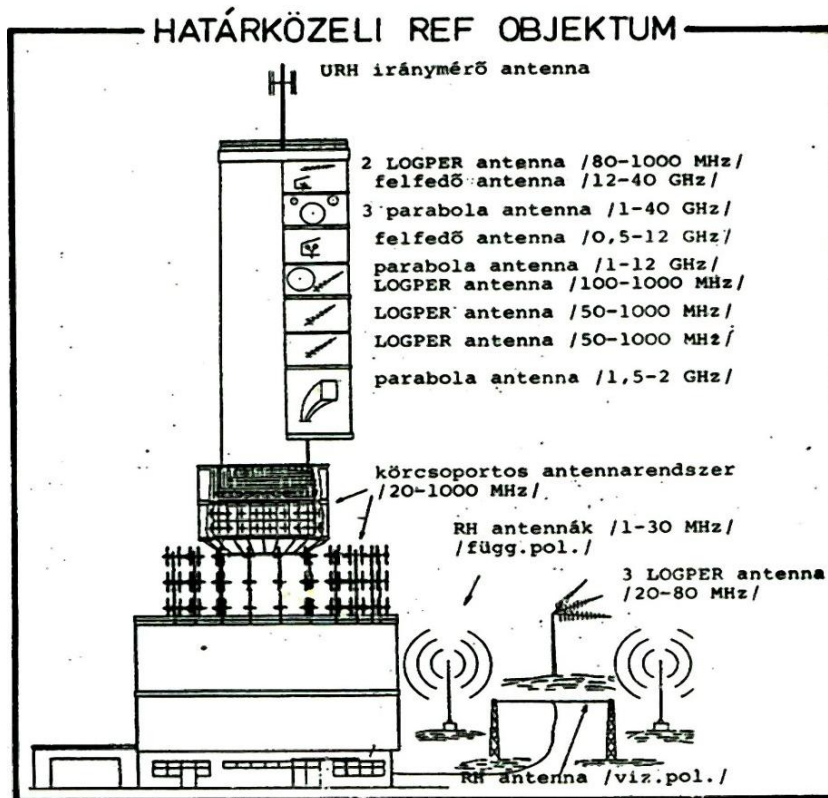 HATÁRKÖZELI REF OBJEKTUM
URH iránymérő antenna
2 LOGPER antenna /80-1000 MHz/
felfedő antenna /12-40 GHz/
3 parabola antenna /1-40 GHz/
felfedő antenna /0,5-12 GHz/
parabola antenna /1-12 GHz/
LOGPER antenna /100-1000 MHz/
LOGPER antenna /50-1000 MHz/
LOGPER antenna /50-1000 MHz/
parabola antenna /1,5-2 GHz/
körcsoportos antennarendszer
/20-1000 MHz/
RH antennák /1-30 MHz/
/függ.pol./
3 LOGPER antenna
/20-80 MHz/
RH antenna /viz.pol./